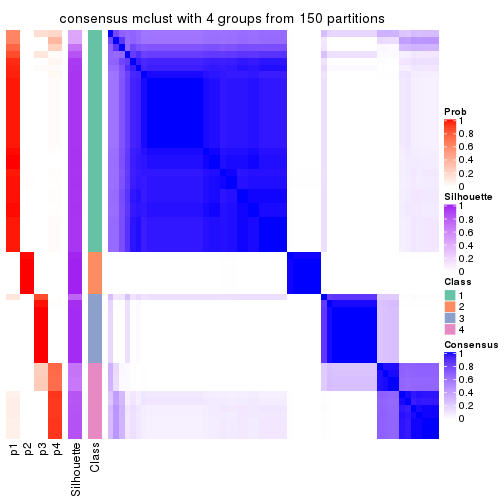 consensus mclust with 4 groups from 150 partitions
Prob
1
0.8
0.6
0.4
0.2
0
Silhouette
1
0.8
0.6
0.4
0.2
0
Class
1
2
3
4
Consensus
1
0.8
0.6
0.4
0.2
0
p1
p2
p3
p4
Silhouette
Class